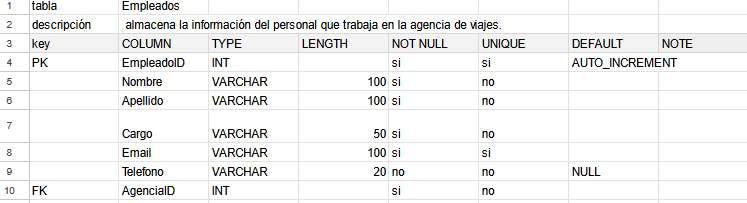 1 tabla Empleados
2 descripción almacena la información del personal que trabaja en la agencia de viajes.
3 key COLUMN TYPE LENGTH NOT NULL UNIQUE DEFAULT NOTE
4 PK EmpleadoID INT si si AUTO_INCREMENT
5 Nombre VARCHAR 100 si no
6 Apellido VARCHAR 100 si no
7 Cargo VARCHAR 50 si no
8 Email VARCHAR 100 si si
9 Telefono VARCHAR 20 no no NULL
10 FK AgenciaID INT si no